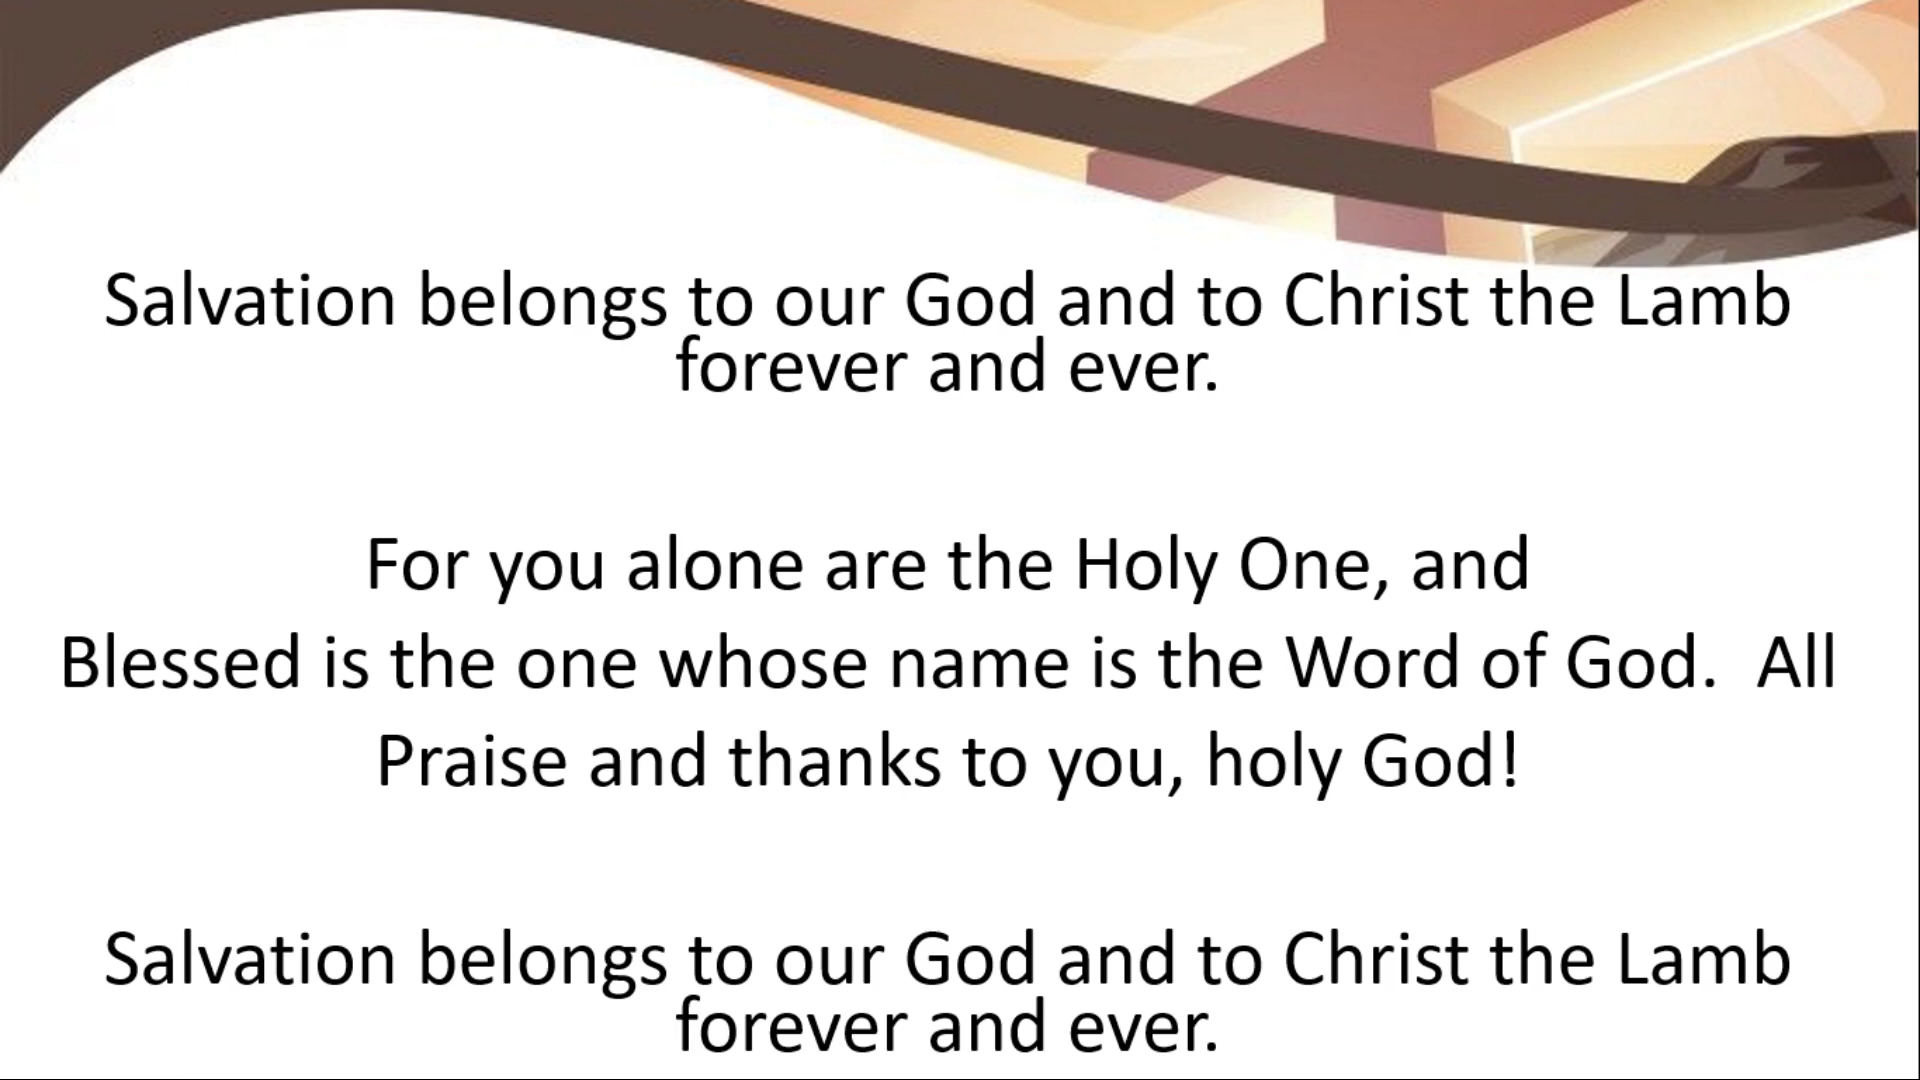 Salvation belongs to our God and to Christ the Lamb
forever and ever.
For you alone are the Holy One, and
Blessed is the one whose name is the Word of God.  All
Praise and thanks to you, holy God!
Salvation belongs to our God and to Christ the Lamb
forever and ever.